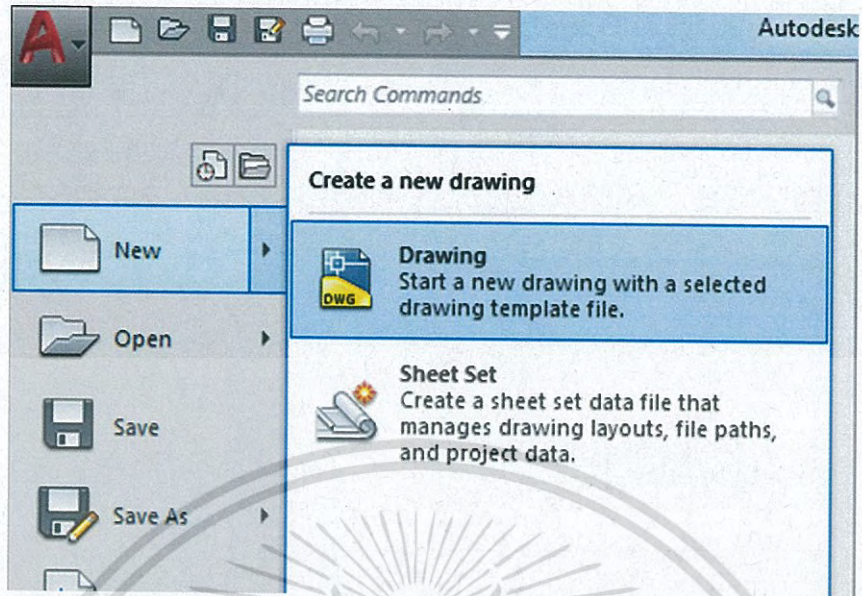 Autodesk
Search Commands
Create a new drawing
New
Drawing
Start a new drawing with a selected
drawing template file.
DWG
Open
Sheet Set
Create a sheet set data file that
manages drawing layouts, file paths,
and project data.
Save
Save As